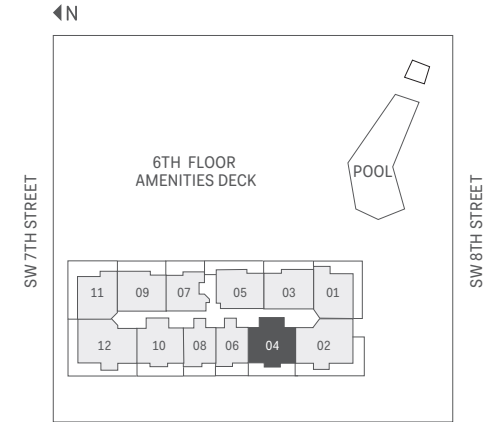 N
6TH FLOOR
AMENITIES DECK
POOL
SW 7TH STREET
SW 8TH STREET
11 09 07 05 03 01
12 10 08 06 04 02